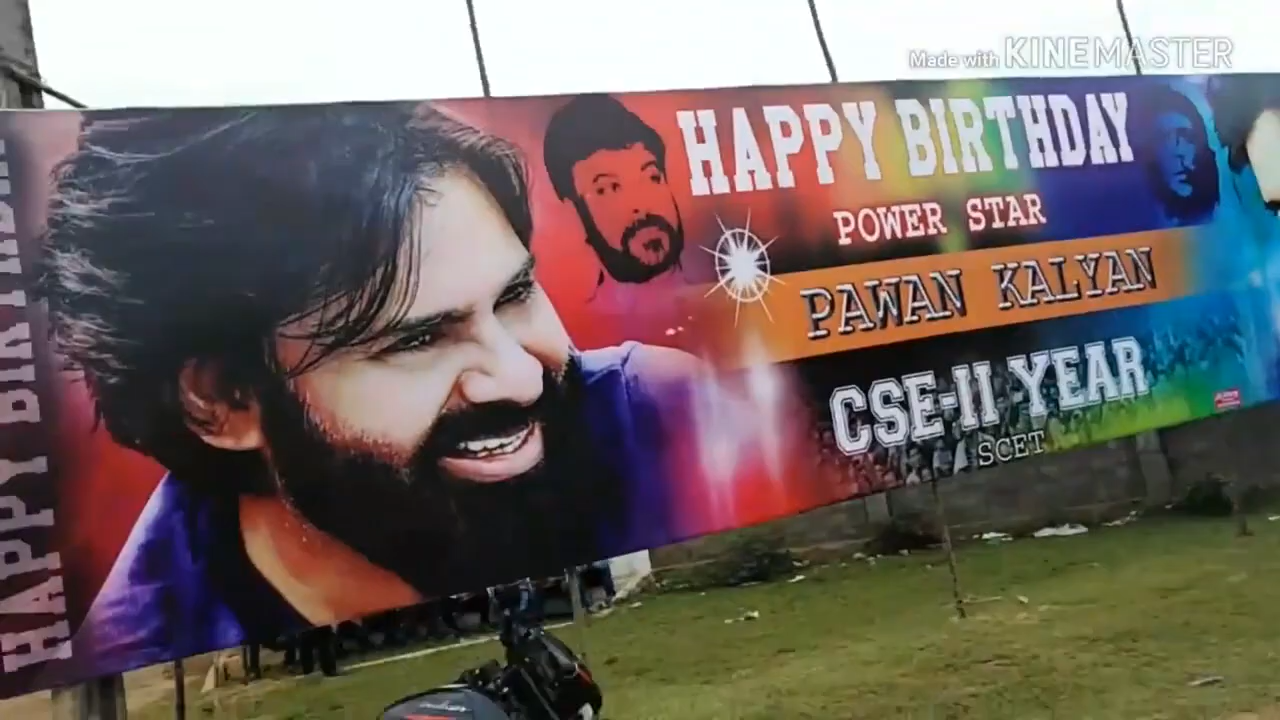 Made with KINEMASTER
HAPPY BIRTHDAY
POWER STAR
PAWAN KALYAN
CSE-II YEAR
SCET
HAPPY BIRTHDAY